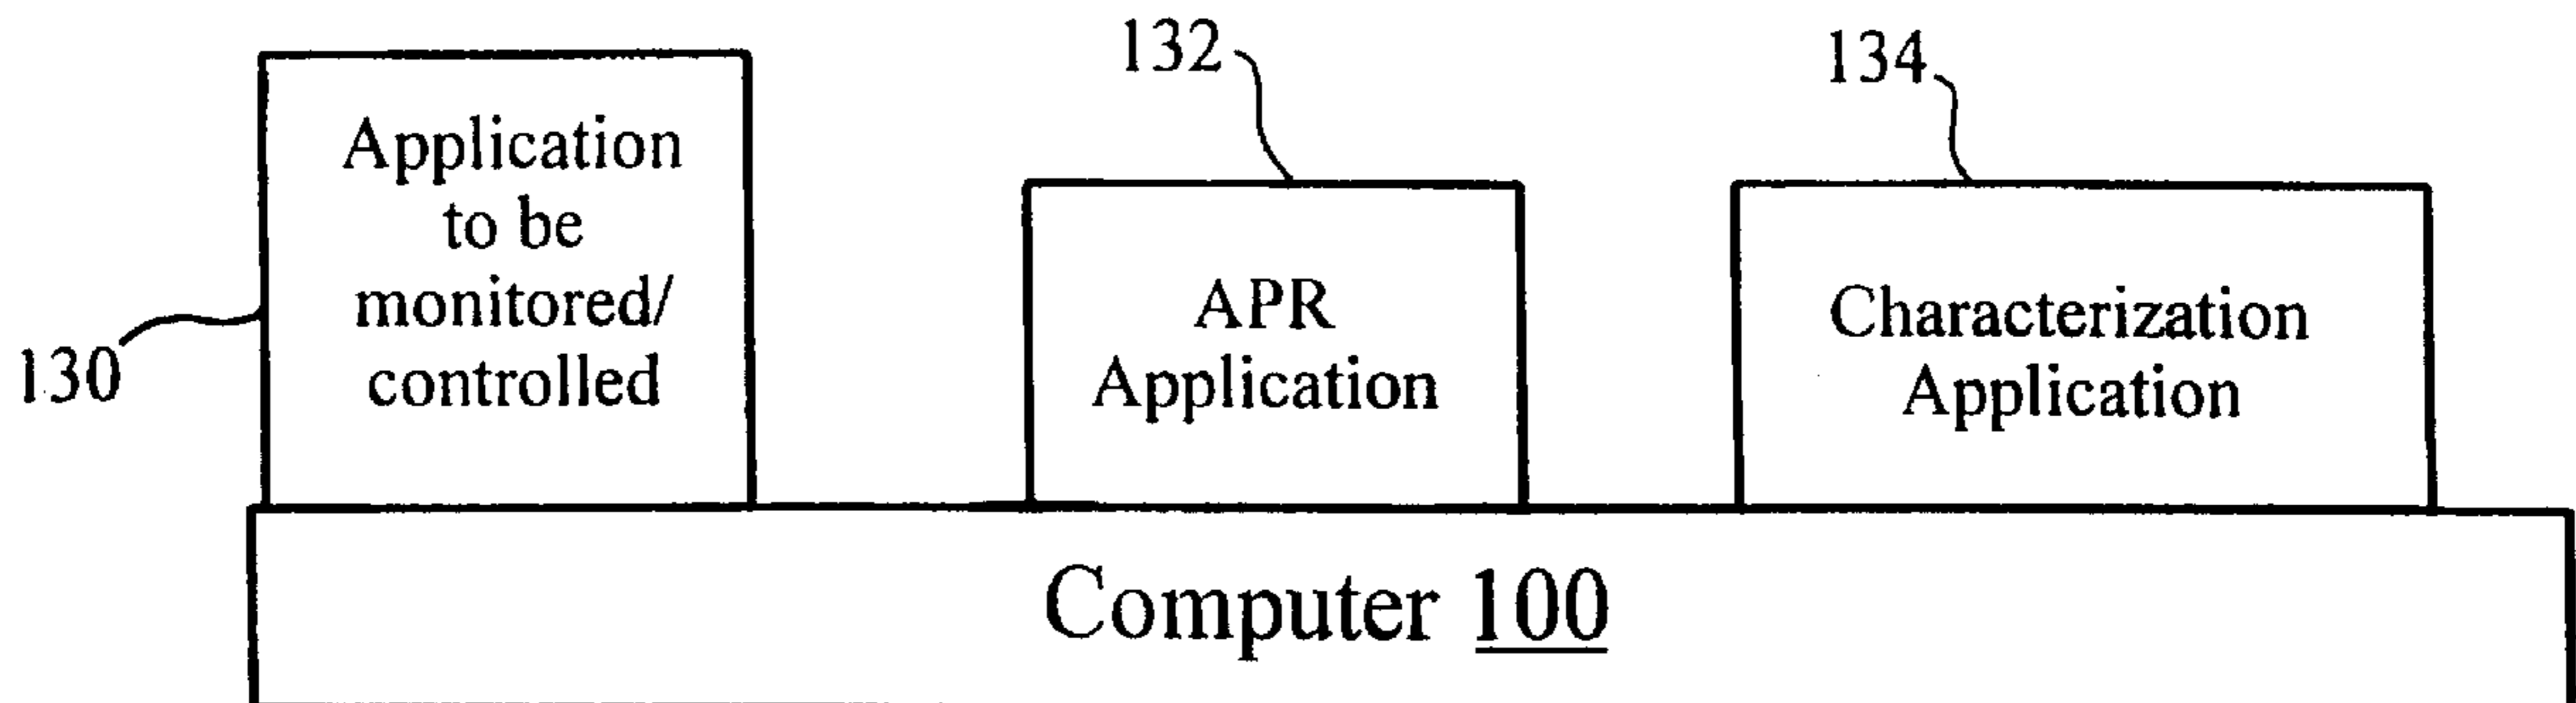 132
134
Application
to be
monitored/
controlled
130
APR
Application
Characterization
Application
Computer 100